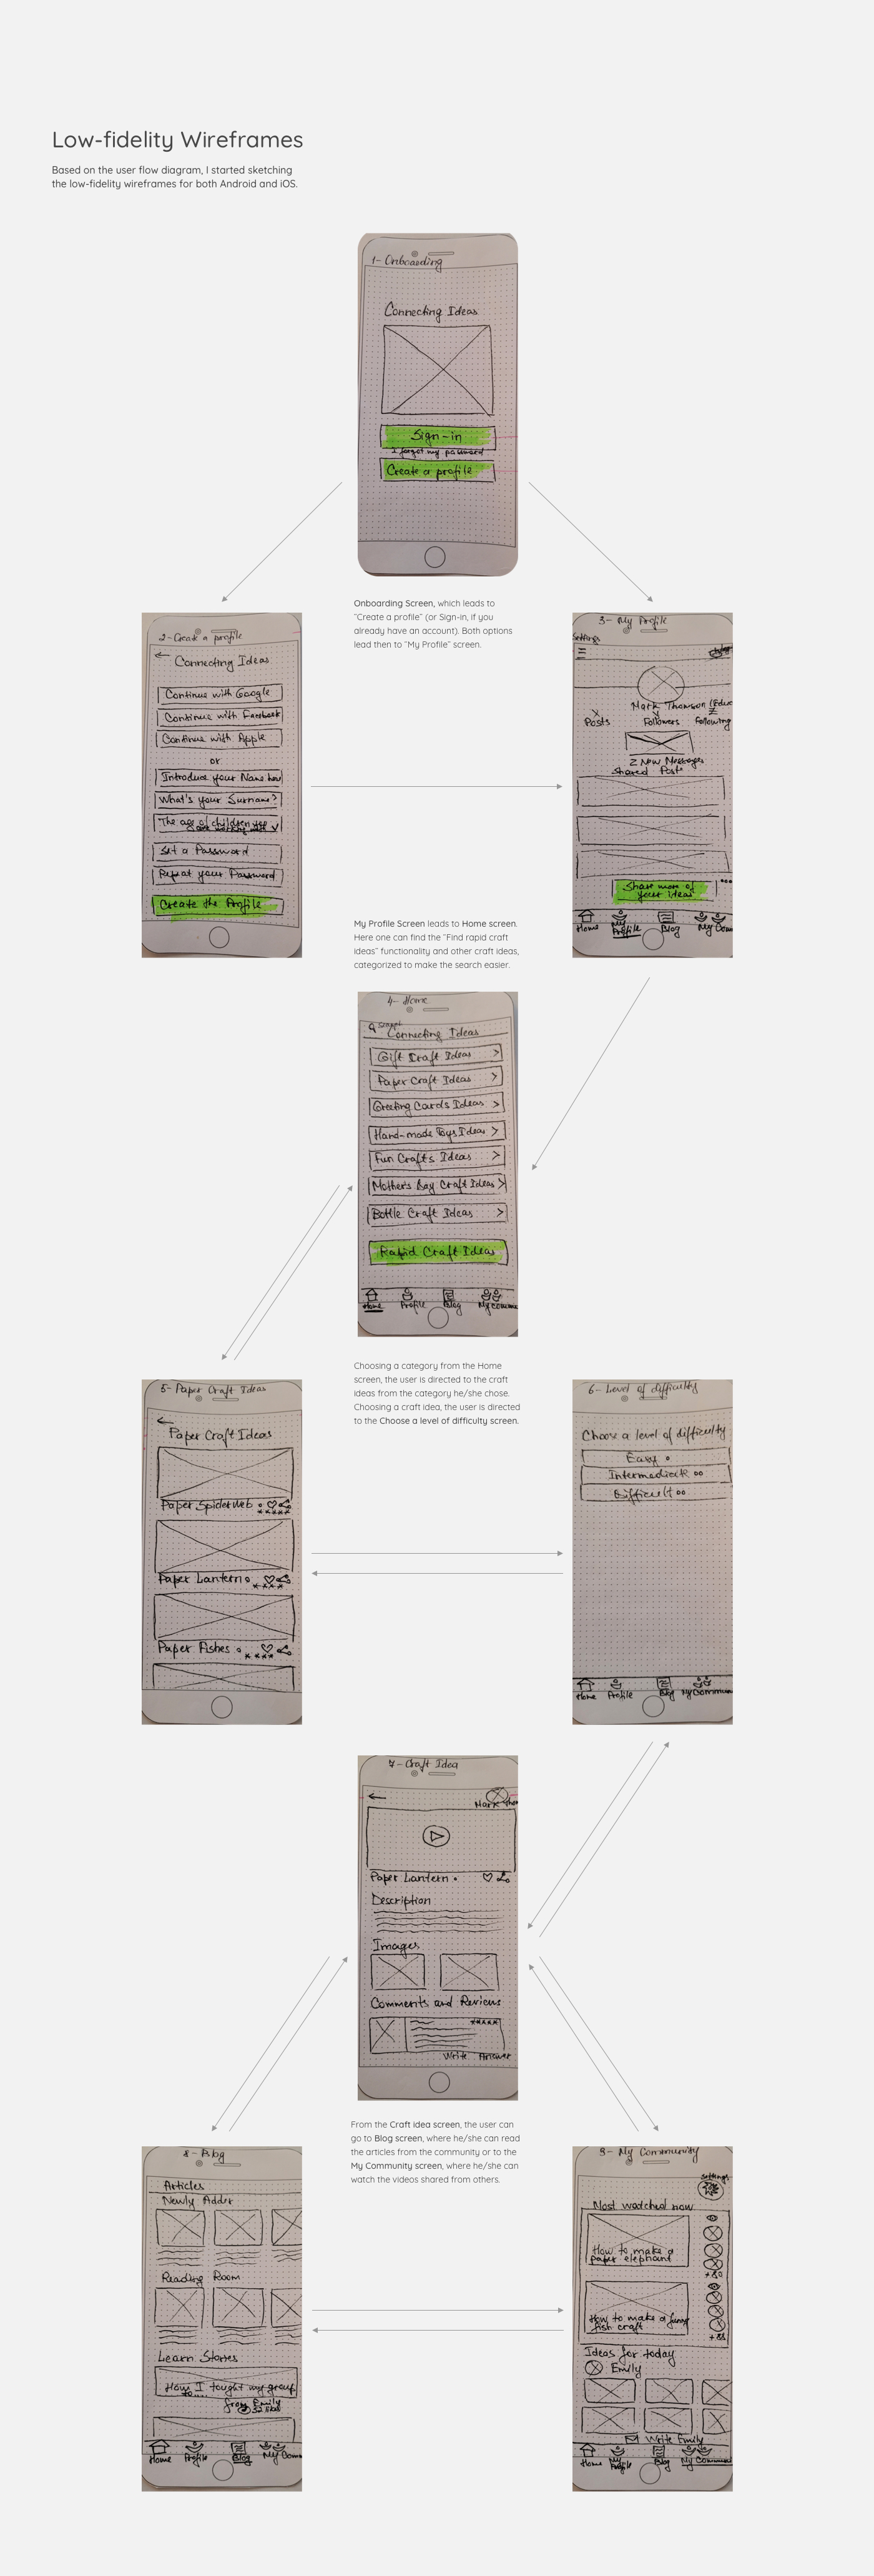 Low-fidelity Wireframes
Based on the user flow diagram, I started sketching
the low-fidelity wireframes for both Android and iOS.
1- Onboarding
Connecting Ideas
Sign-in
I forgot my password
Create a profile
Onboarding Screen, which leads to
"Create a profile" (or Sign-in, if you
already have an account). Both options
lead then to "My Profile" screen.
2- Create a profile
Connecting Ideas
Continue with Google
Continue with Facebook
Continue with Apple
or
Introduce your Name here
What's your Surname?
The age of children you
are working with
Set a Password
Repeat your Password
Create the Profile
3- My Profile
Settings
Mark Thomson (Educ
Posts
Followers
Following
2 New Messages
Shared Posts
Share more of
your ideas
Home
My
Profile
Blog
My Com
My Profile Screen leads to Home screen.
Here one can find the "Find rapid craft
ideas" functionality and other craft ideas,
categorized to make the search easier.
4- Home
Connecting Ideas
Gift Craft Ideas
Paper Craft Ideas
Greeting Cards Ideas
Hand-made Toys Ideas
Fun Crafts Ideas
Mother's Day Craft Ideas
Bottle Craft Ideas
Rapid Craft Ideas
Home
Profile
Blog
My commu
Choosing a category from the Home
screen, the user is directed to the craft
ideas from the category he/she chose.
Choosing a craft idea, the user is directed
to the Choose a level of difficulty screen.
5- Paper Craft Ideas
Paper Craft Ideas
Paper Spiderweb
Paper Lantern
Paper Fishes
6- Level of difficulty
Choose a level of difficulty
Easy
Intermediate
Difficult
Home
Profile
Blog
My Commun
7- Craft Idea
Mark Thom
Paper Lantern
Description
Images
Comments and Reviews
Write Answer
From the Craft idea screen, the user can
go to Blog screen, where he/she can read
the articles from the community or to the
My Community screen, where he/she can
watch the videos shared from others.
8- Blog
Articles
Newly Added
Reading Room
Learn Stories
How I tought my group
to....
from Emily
32 likes
Home
Profile
Blog
My Comm
9- My Community
Settings
Most watched now
How to make a
paper elephant
+80
How to make a funny
fish craft
+88
Ideas for today
Emily
Write Emily
Home
My
Profile
Blog
My Commun